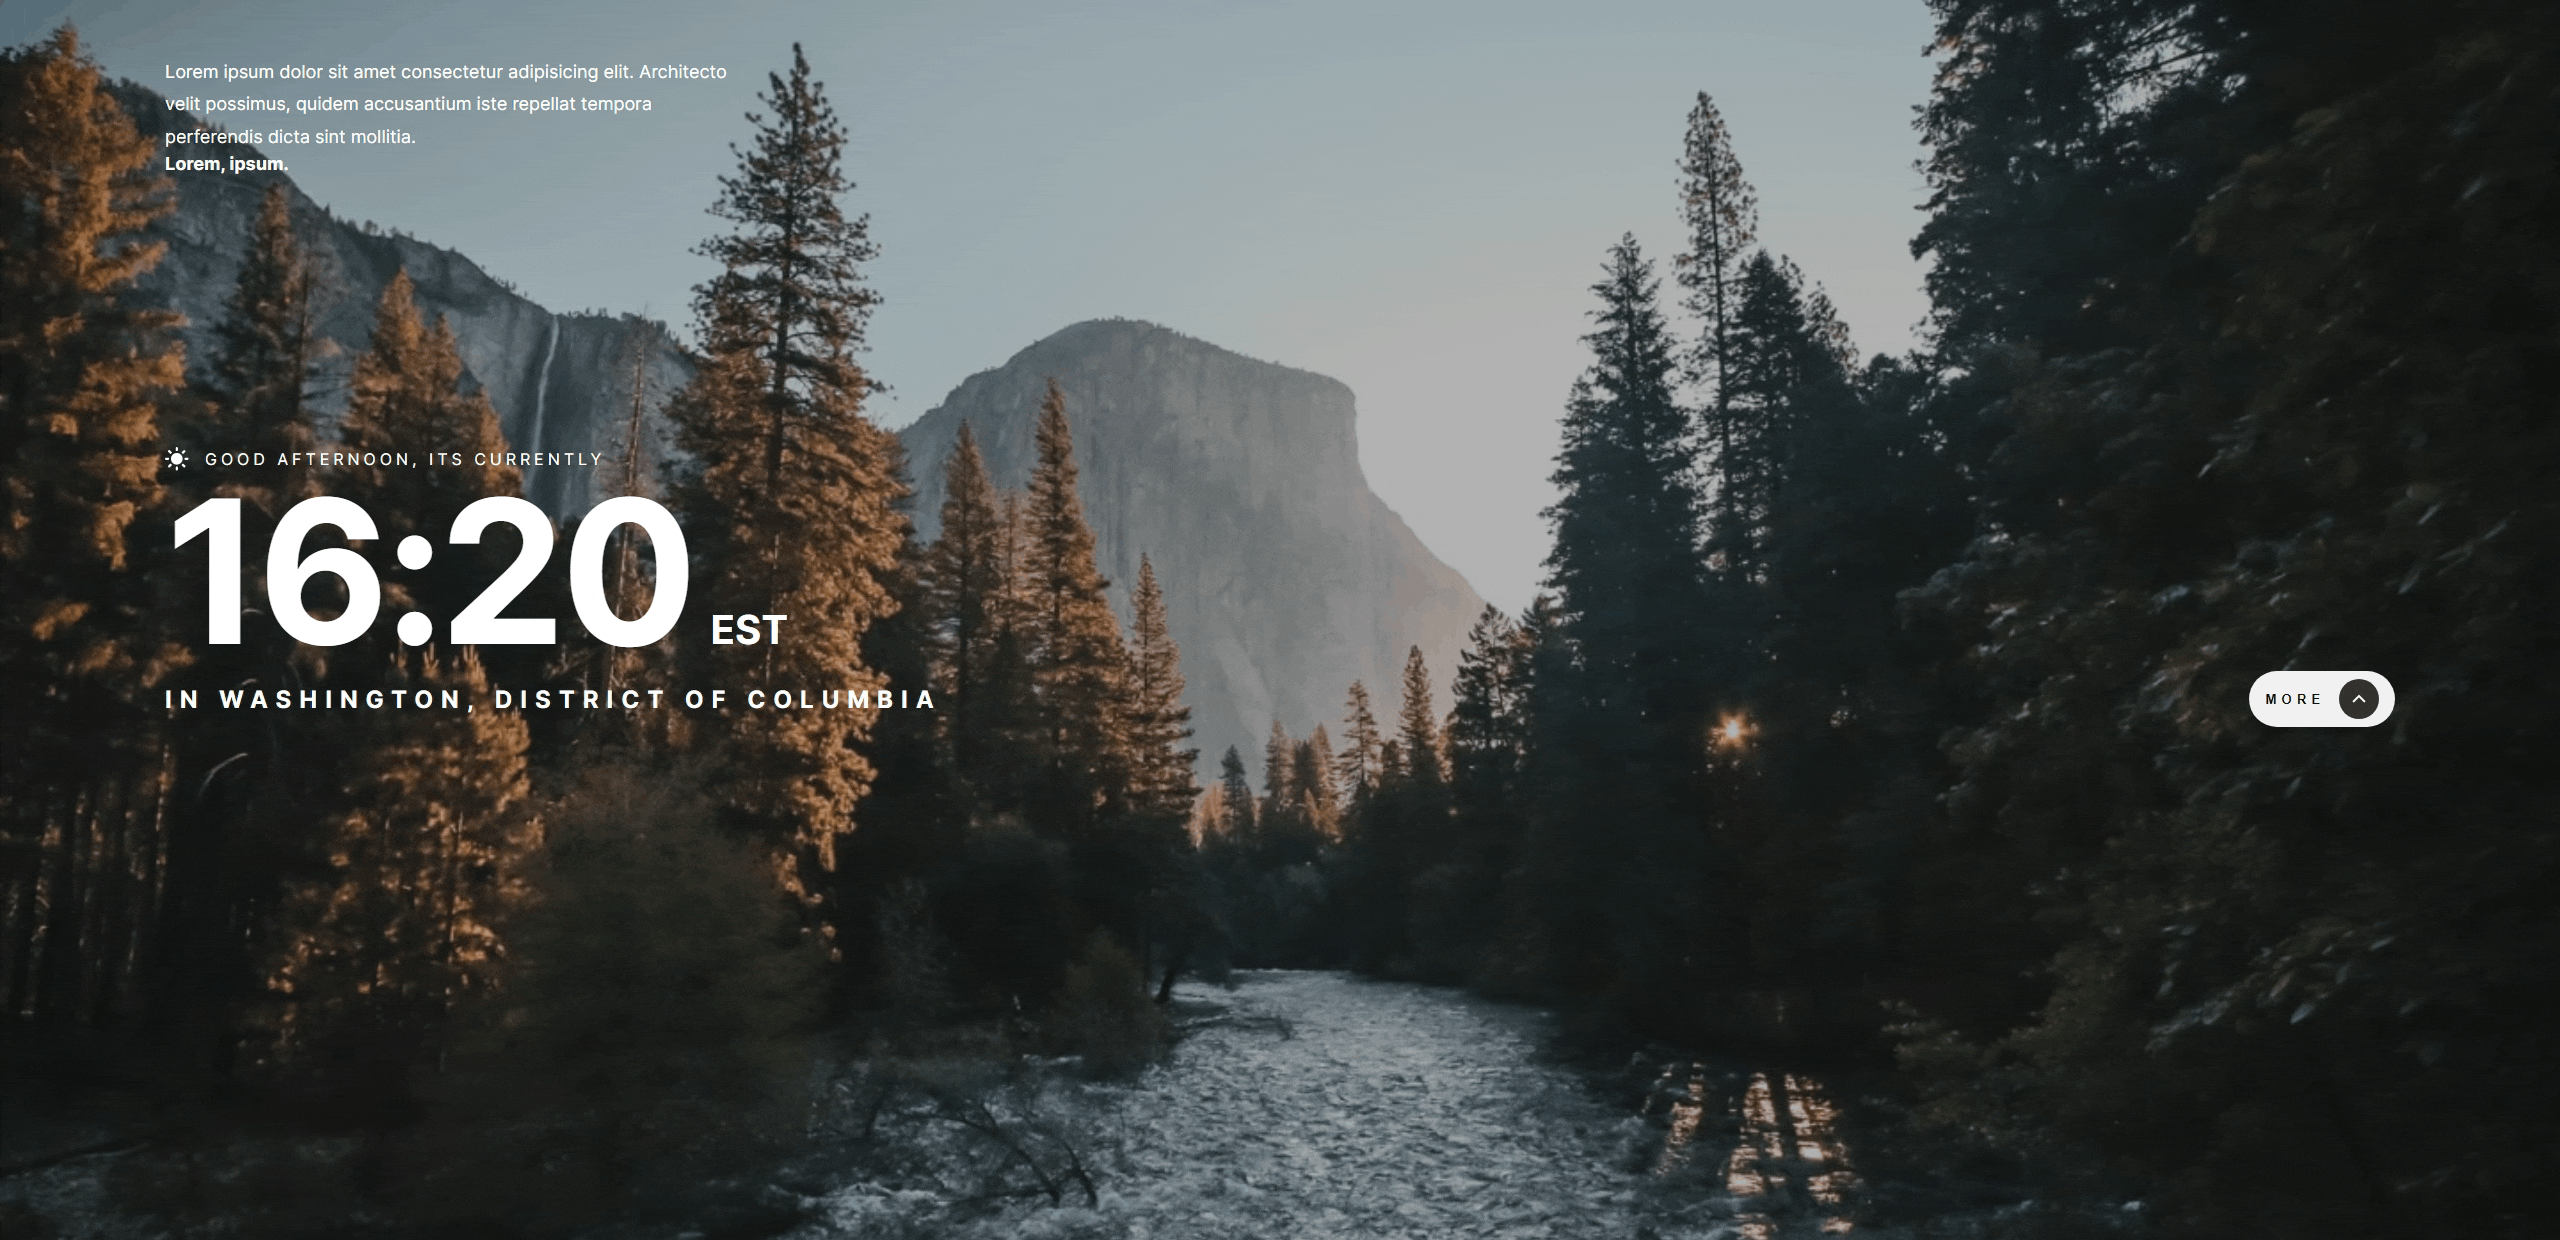 Lorem ipsum dolor sit amet consectetur adipisicing elit. Architecto
velit possimus, quidem accusantium iste repellat tempora
perferendis dicta sint mollitia.
Lorem, ipsum.
GOOD AFTERNOON, ITS CURRENTLY
16:20 EST
IN WASHINGTON, DISTRICT OF COLUMBIA
MORE